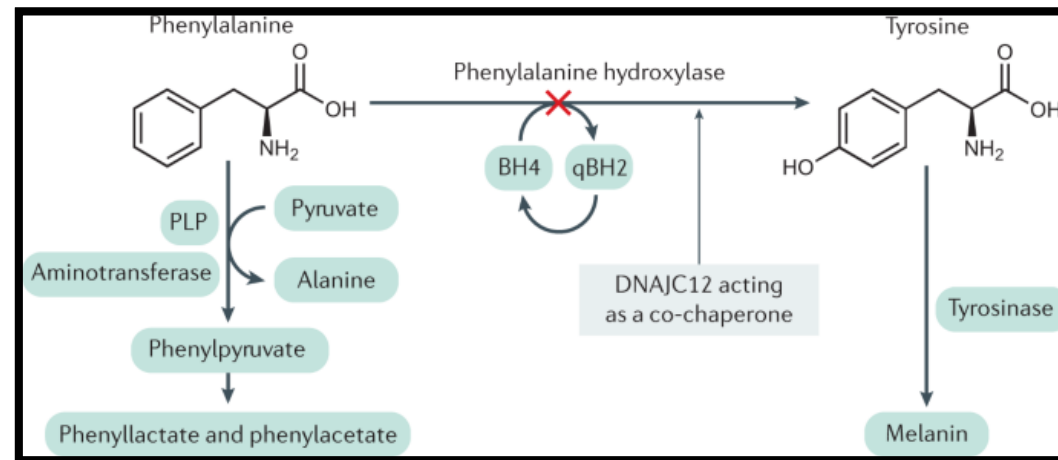 Phenylalanine
Tyrosine
Phenylalanine hydroxylase
O
OH
NH2
O
OH
NH2
HO
BH4
qBH2
PLP
Pyruvate
Aminotransferase
Alanine
DNAJC12 acting
as a co-chaperone
Tyrosinase
Phenylpyruvate
Phenyllactate and phenylacetate
Melanin